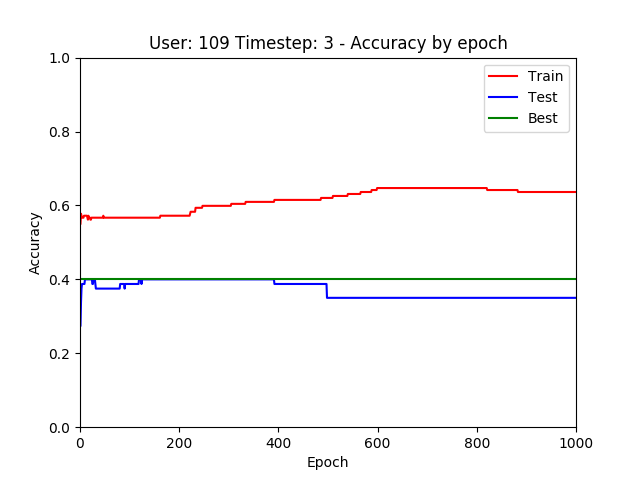 User: 109 Timestep: 3 - Accuracy by epoch
1.0
Train
Test
Best
0.8
0.6
0.4
0.2
0.0
Accuracy
0 200 400 600 800 1000
Epoch